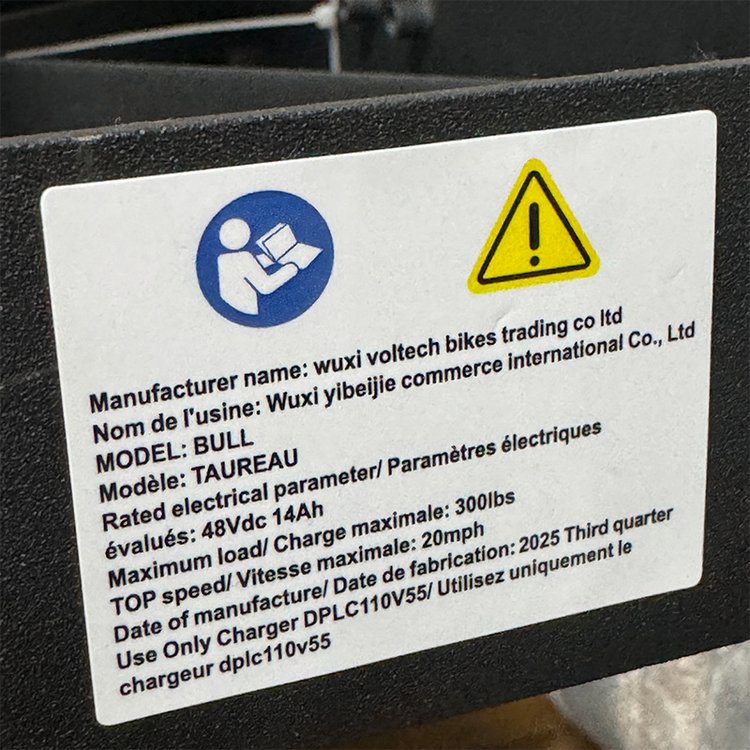 Manufacturer name: wuxi voltech bikes trading co ltd
Nom de l'usine: Wuxi yibeijie commerce international Co., Ltd
MODEL: BULL
Modèle: TAUREAU
Rated electrical parameter/ Paramètres électriques
évalués: 48Vdc 14Ah
Maximum load/ Charge maximale: 300lbs
TOP speed/ Vitesse maximale: 20mph
Date of manufacture/ Date de fabrication: 2025 Third quarter
Use Only Charger DPLC110V55/ Utilisez uniquement le
chargeur dplc110v55